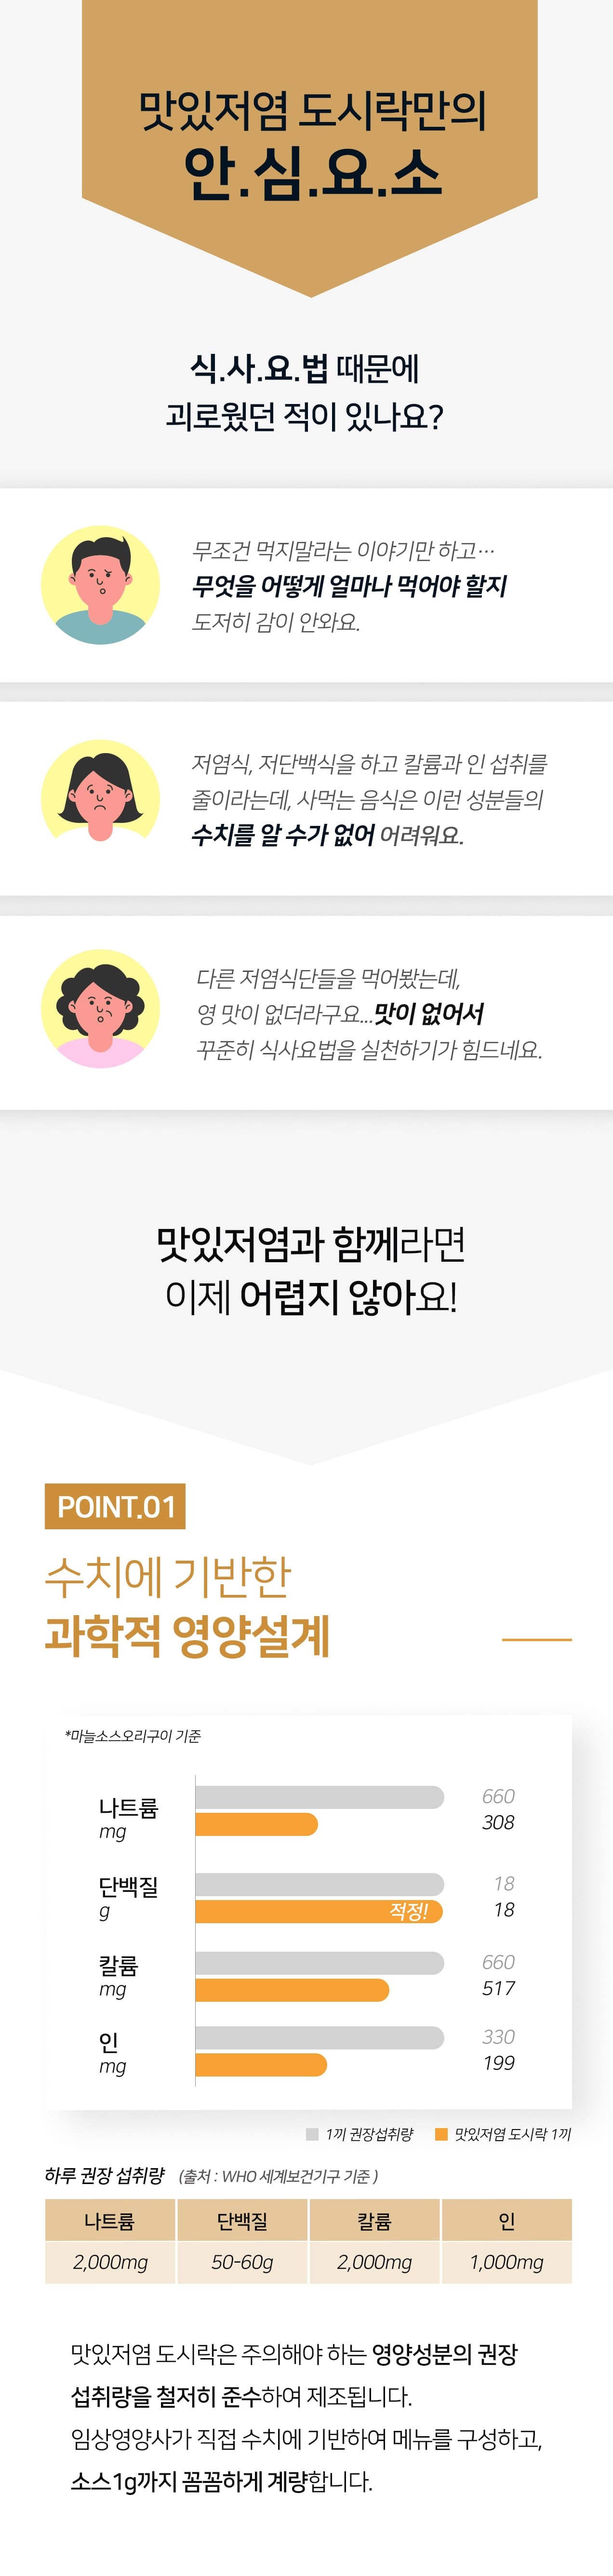 맛있저염 도시락만의
안.심.요.소
식.사.요.법 때문에
괴로웠던 적이 있나요?
무조건 먹지말라는 이야기만 하고…
무엇을 어떻게 얼마나 먹어야 할지
도저히 감이 안와요.
저염식, 저단백식을 하고 칼륨과 인 섭취를
줄이라는데, 사먹는 음식은 이런 성분들의
수치를 알 수가 없어 어려워요.
다른 저염식단들을 먹어봤는데,
영 맛이 없더라구요...맛이 없어서
꾸준히 식사요법을 실천하기가 힘드네요.
맛있저염과 함께라면
이제 어렵지 않아요!
POINT.01
수치에 기반한
과학적 영양설계
*마늘소스오리구이 기준
나트륨 660
mg 308
단백질 18
g 적정! 18
칼륨 660
mg 517
인 330
mg 199
1끼 권장섭취량 맛있저염 도시락 1끼
하루 권장 섭취량 (출처 : WHO 세계보건기구 기준 )
나트륨 단백질 칼륨 인
2,000mg 50-60g 2,000mg 1,000mg
맛있저염 도시락은 주의해야 하는 영양성분의 권장
섭취량을 철저히 준수하여 제조됩니다.
임상영양사가 직접 수치에 기반하여 메뉴를 구성하고,
소스1g까지 꼼꼼하게 계량합니다.